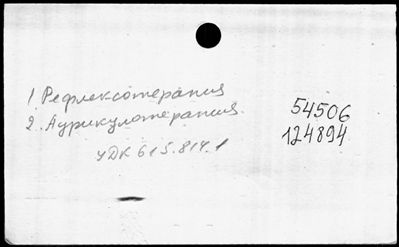 1. Рефлексотерапия
2. Аурикулотерапия.
УДК 615.814.1
54506
124894